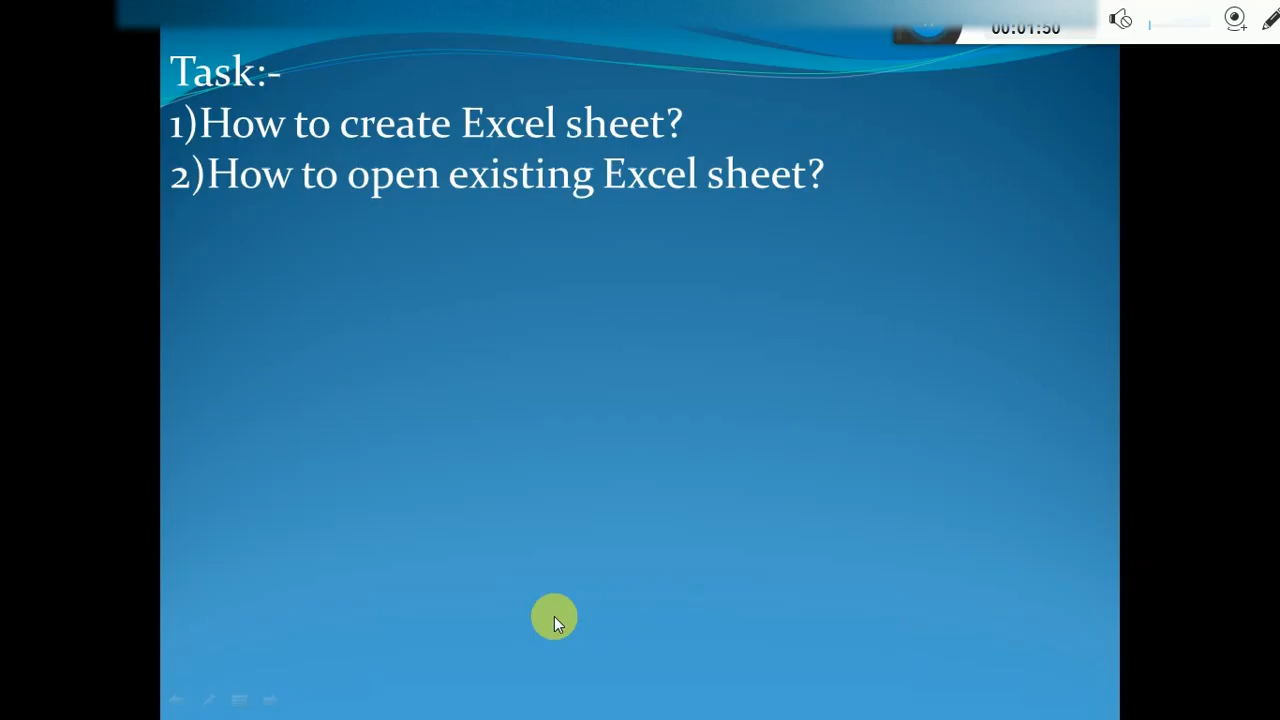 00:01:50
Task:-
1)How to create Excel sheet?
2)How to open existing Excel sheet?